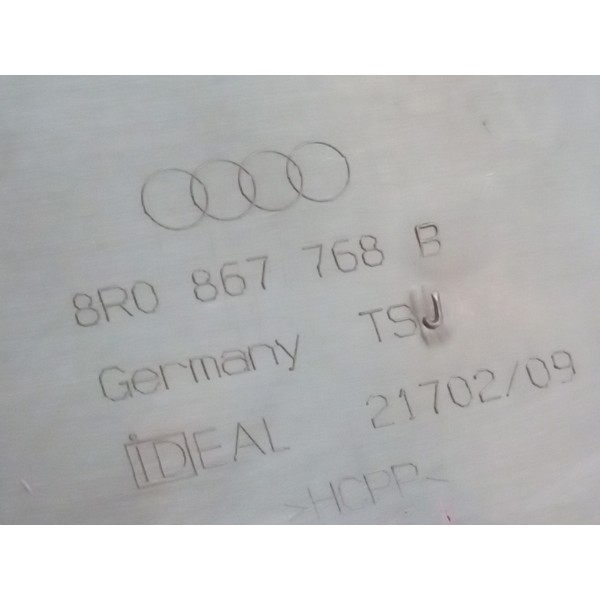 8R0 867 768 B
Germany TSJ
IDEAL 21702/09
>HCPP<